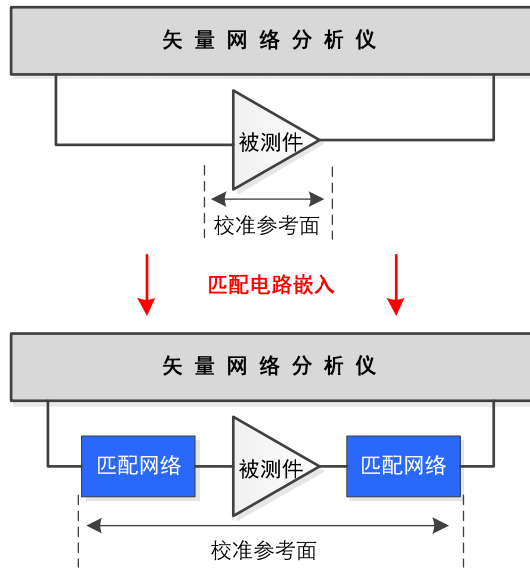 矢量网络分析仪
被测件
校准参考面
匹配电路嵌入
矢量网络分析仪
匹配网络
被测件
匹配网络
校准参考面